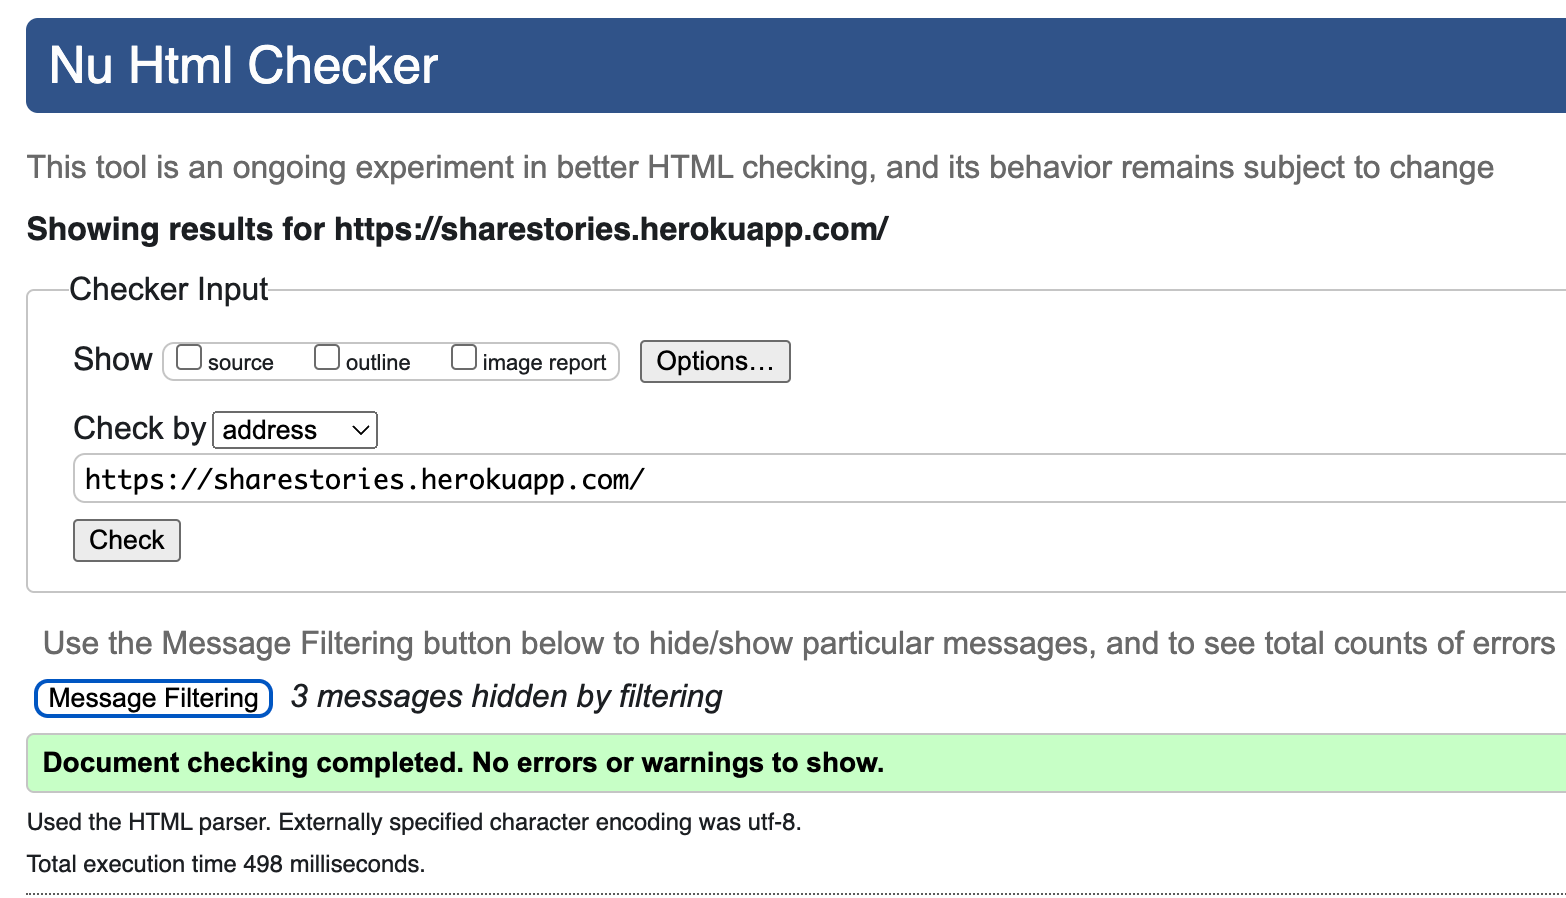 Nu Html Checker
This tool is an ongoing experiment in better HTML checking, and its behavior remains subject to change
Showing results for https://sharestories.herokuapp.com/
Checker Input
Show source outline image report Options...
Check by address
https://sharestories.herokuapp.com/
Check
Use the Message Filtering button below to hide/show particular messages, and to see total counts of errors
Message Filtering 3 messages hidden by filtering
Document checking completed. No errors or warnings to show.
Used the HTML parser. Externally specified character encoding was utf-8.
Total execution time 498 milliseconds.